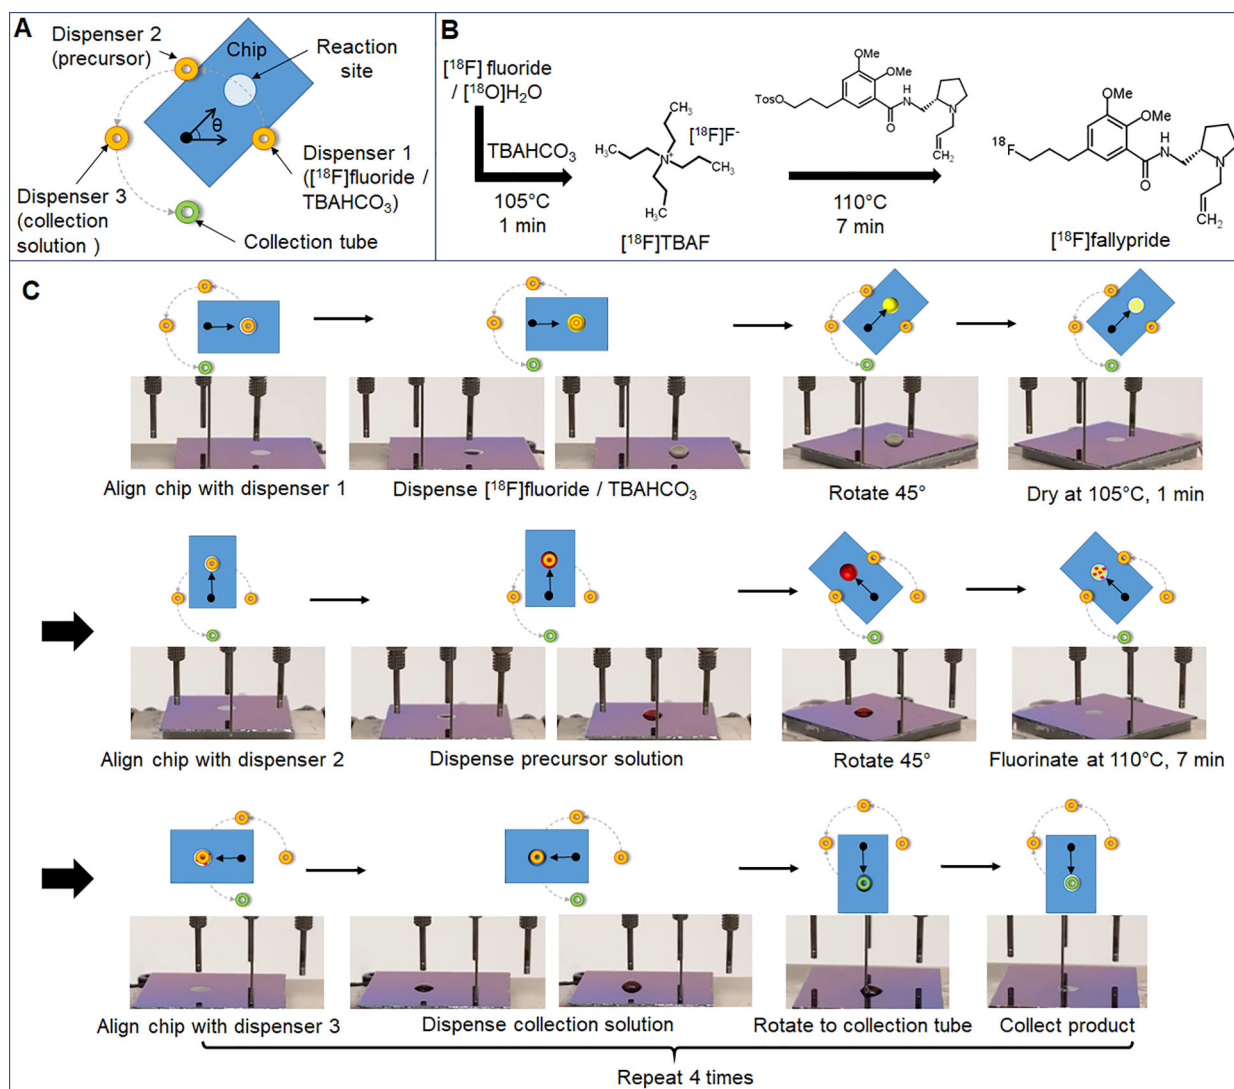 A
Dispenser 2
(precursor)
Chip
Reaction
site
θ
Dispenser 3
(collection
solution )
Dispenser 1
([¹⁸F]fluoride /
TBAHCO₃)
Collection tube
B
[¹⁸F] fluoride
/ [¹⁸O]H₂O
TBAHCO₃
105°C
1 min
CH₃
H₃C
N⁺
CH₃
CH₃
[¹⁸F]F⁻
[¹⁸F]TBAF
OMe
OMe
TosO
H
N
O
N
CH₂
110°C
7 min
OMe
OMe
¹⁸F
H
N
O
N
CH₂
[¹⁸F]fallypride
C
Align chip with dispenser 1
Dispense [¹⁸F]fluoride / TBAHCO₃
Rotate 45°
Dry at 105°C, 1 min
Align chip with dispenser 2
Dispense precursor solution
Rotate 45°
Fluorinate at 110°C, 7 min
Align chip with dispenser 3
Dispense collection solution
Rotate to collection tube
Collect product
Repeat 4 times